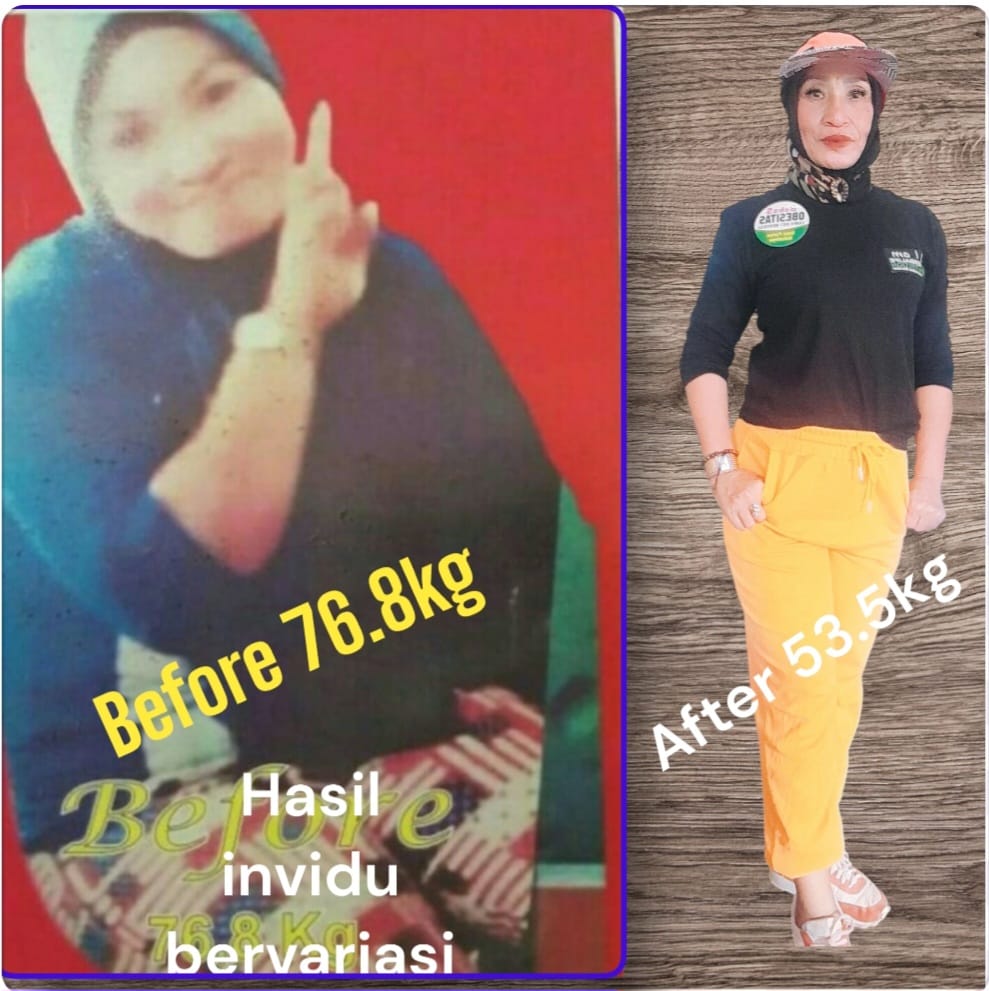 Before 76.8kg
Before
76.8 Kg
Hasil
invidu
bervariasi
After 53.5kg
OBESITAS